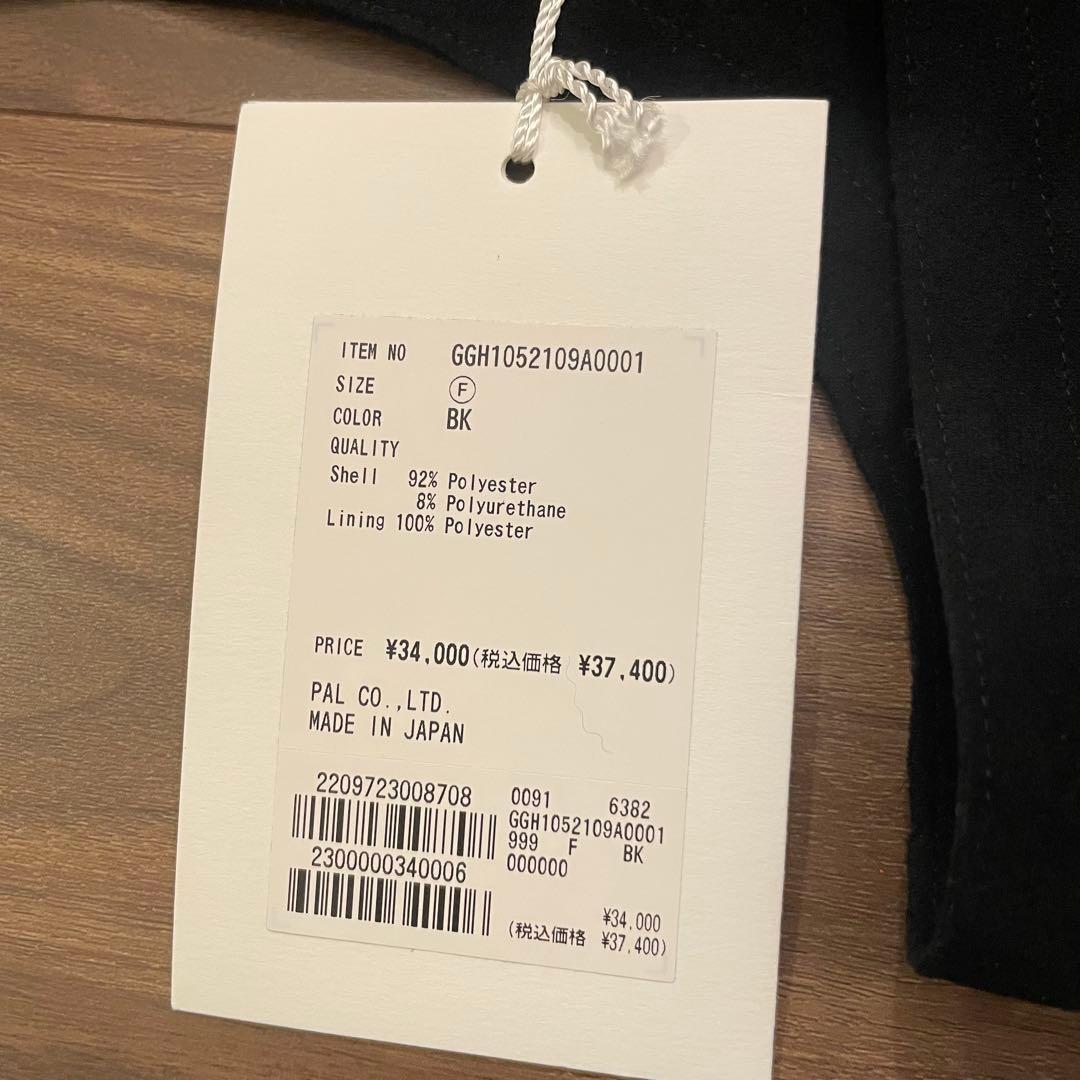 ITEM NO GGH1052109A0001
SIZE Ⓕ
COLOR BK
QUALITY
Shell 92% Polyester
8% Polyurethane
Lining 100% Polyester
PRICE ¥34,000(税込価格 ¥37,400)
PAL CO.,LTD.
MADE IN JAPAN
2209723008708
2300000340006
0091 6382
GGH1052109A0001
999 F BK
000000
¥34,000
(税込価格 ¥37,400)